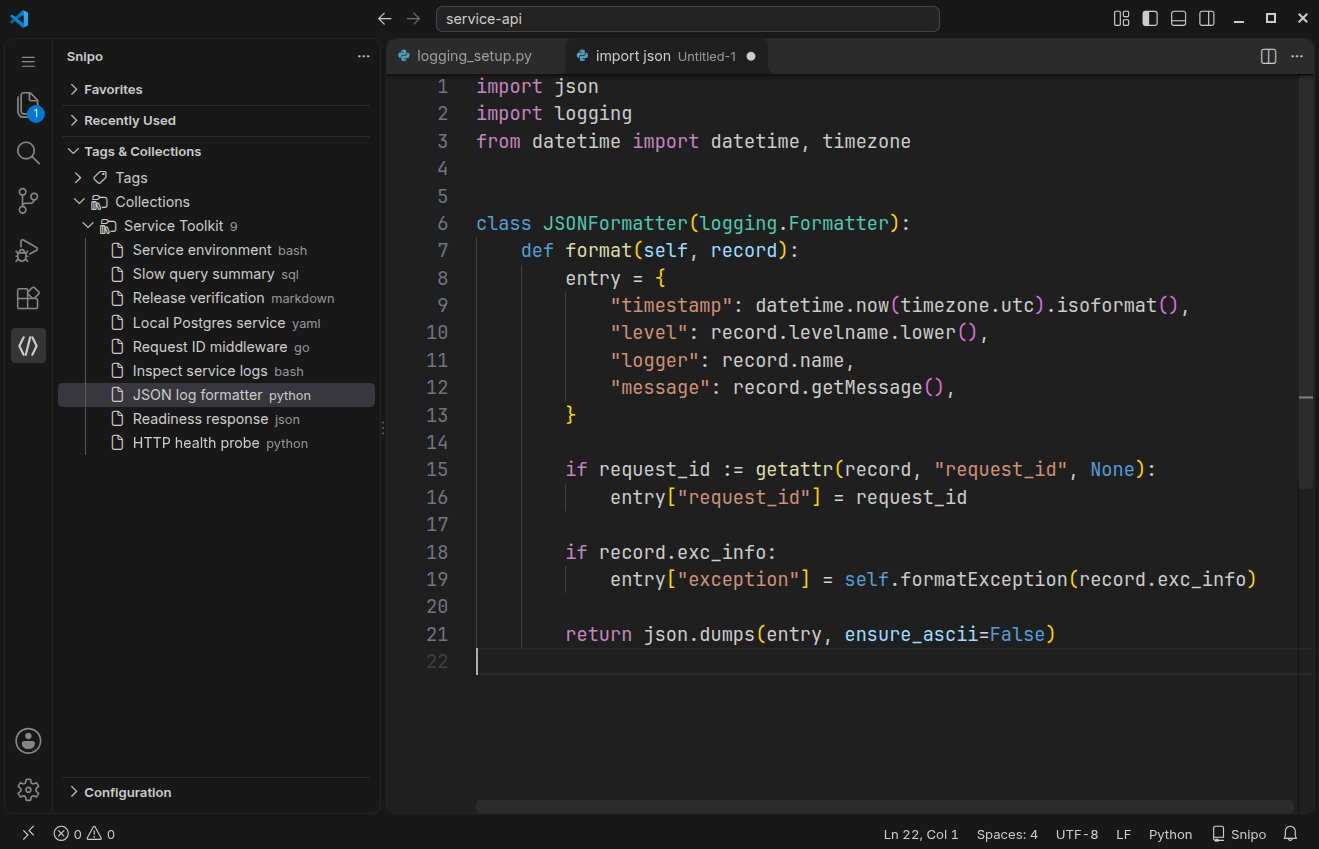 service-api
Snipo
Favorites
Recently Used
Tags & Collections
Tags
Collections
Service Toolkit 9
Service environment bash
Slow query summary sql
Release verification markdown
Local Postgres service yaml
Request ID middleware go
Inspect service logs bash
JSON log formatter python
Readiness response json
HTTP health probe python
Configuration
1
logging_setup.py
import json Untitled-1
1 import json
2 import logging
3 from datetime import datetime, timezone
4
5
6 class JSONFormatter(logging.Formatter):
7     def format(self, record):
8         entry = {
9             "timestamp": datetime.now(timezone.utc).isoformat(),
10             "level": record.levelname.lower(),
11             "logger": record.name,
12             "message": record.getMessage(),
13         }
14
15         if request_id := getattr(record, "request_id", None):
16             entry["request_id"] = request_id
17
18         if record.exc_info:
19             entry["exception"] = self.formatException(record.exc_info)
20
21         return json.dumps(entry, ensure_ascii=False)
22
0 0
Ln 22, Col 1 Spaces: 4 UTF-8 LF Python Snipo